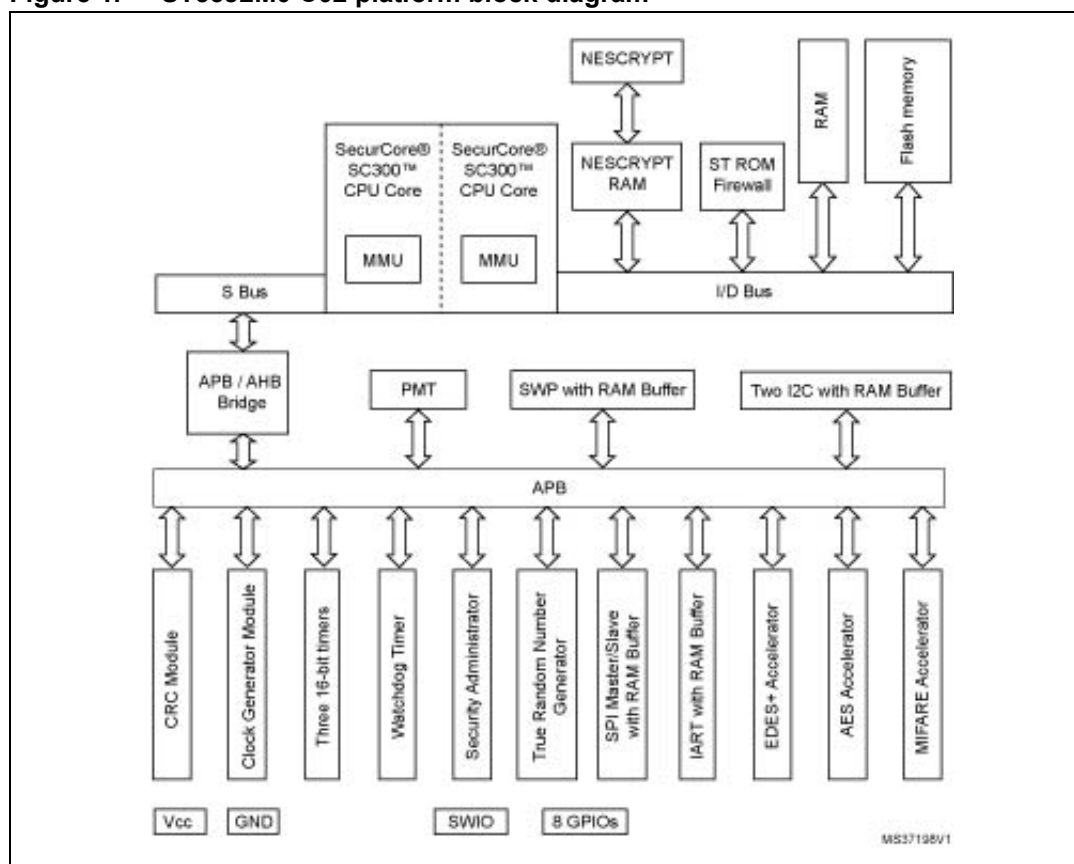 NESCRYPT
RAM
Flash memory
SecurCore®
SC300™
CPU Core
SecurCore®
SC300™
CPU Core
NESCRYPT
RAM
ST ROM
Firewall
MMU
MMU
S Bus
I/D Bus
APB / AHB
Bridge
PMT
SWP with RAM Buffer
Two I2C with RAM Buffer
APB
CRC Module
Clock Generator Module
Three 16-bit timers
Watchdog Timer
Security Administrator
True Random Number
Generator
SPI Master/Slave
with RAM Buffer
IART with RAM Buffer
EDES+ Accelerator
AES Accelerator
MIFARE Accelerator
Vcc
GND
SWIO
8 GPIOs
MS37198V1